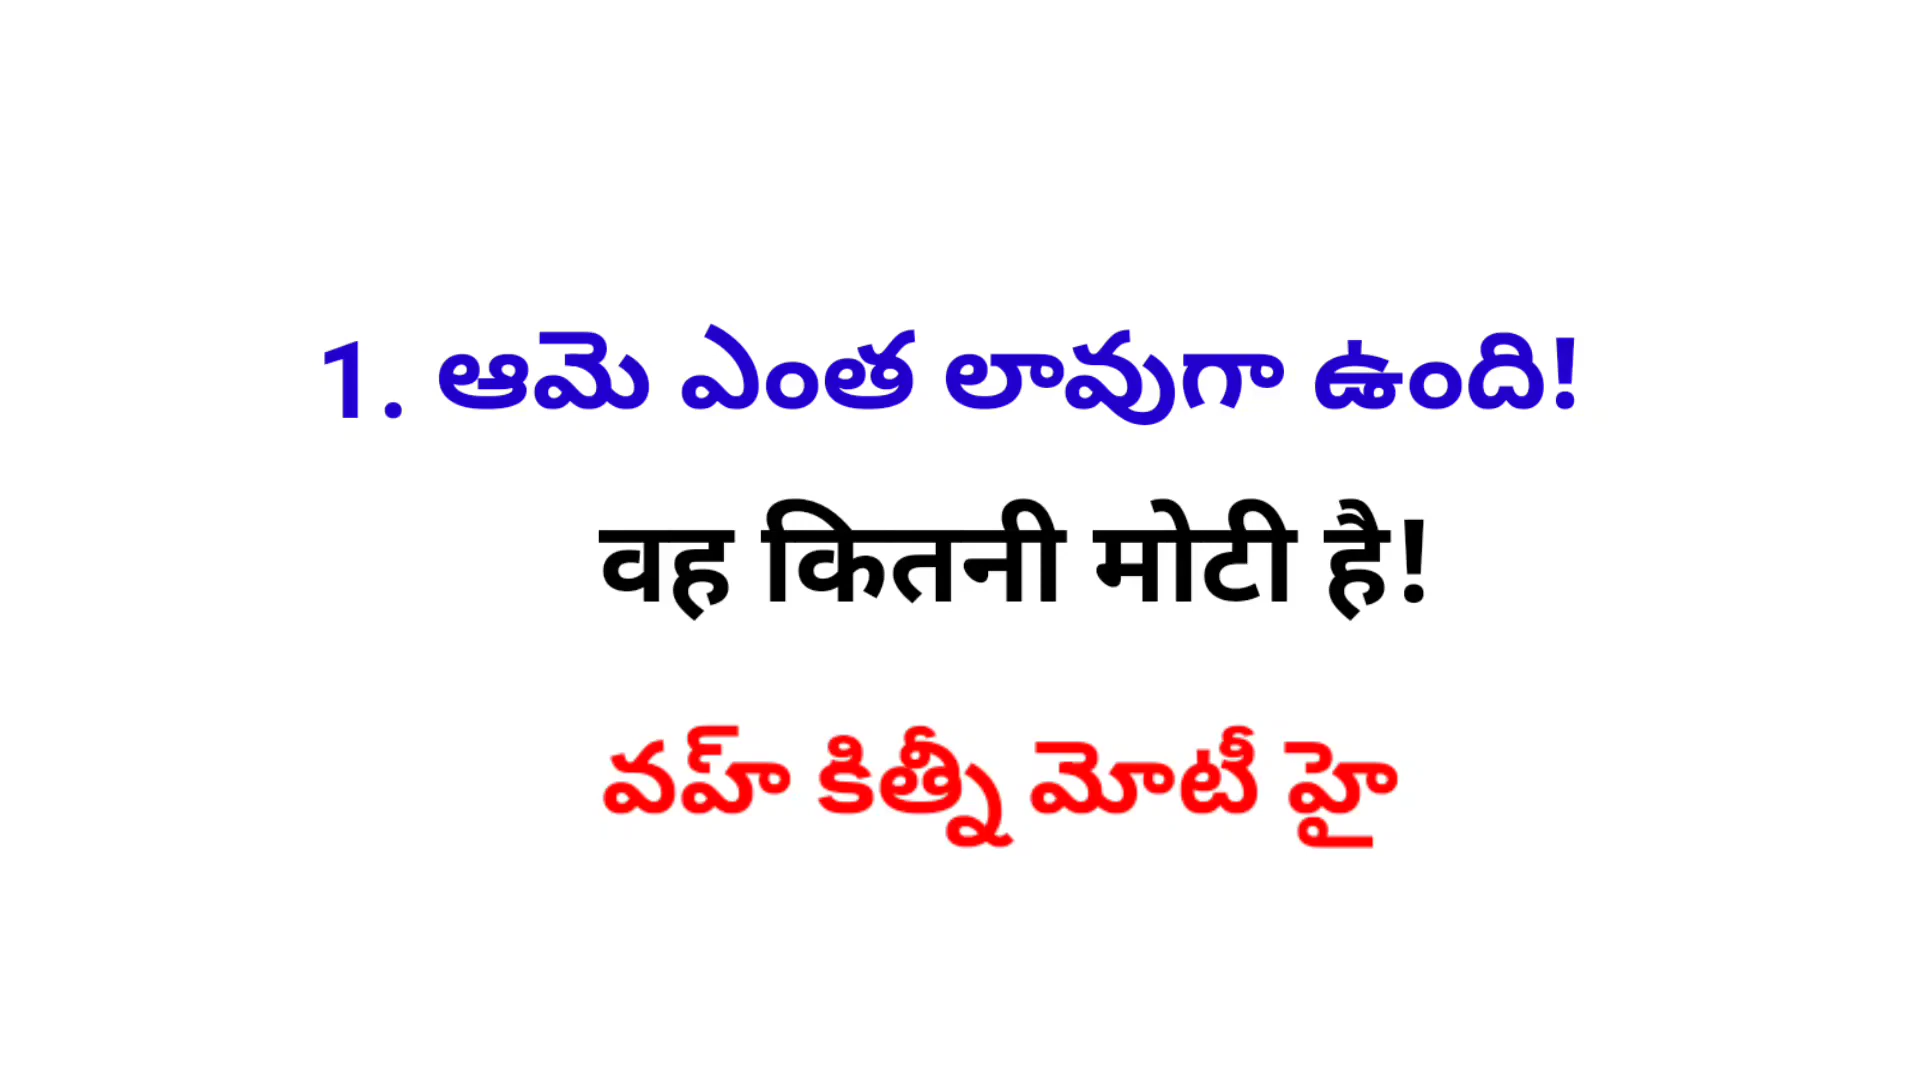 1. ఆమె ఎంత లావుగా ఉంది!
वह कितनी मोटी है!
వహ్ కిత్నీ మోటీ హై